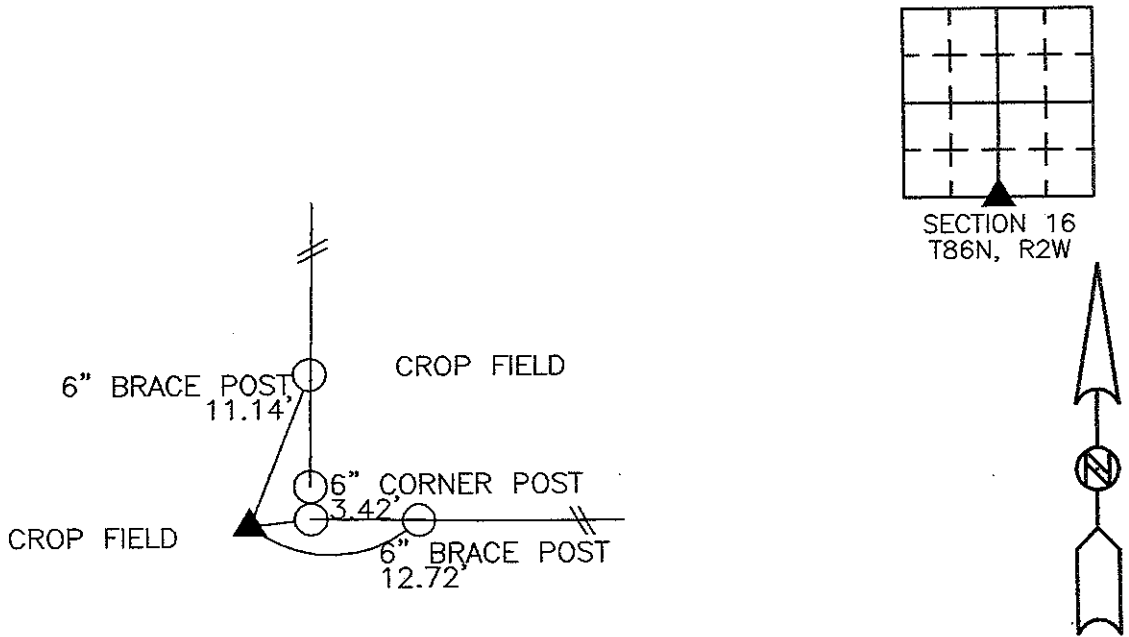 SECTION 16
T86N, R2W
CROP FIELD
6" BRACE POST
11.14'
6" CORNER POST
3.42'
CROP FIELD
6" BRACE POST
12.72'
N